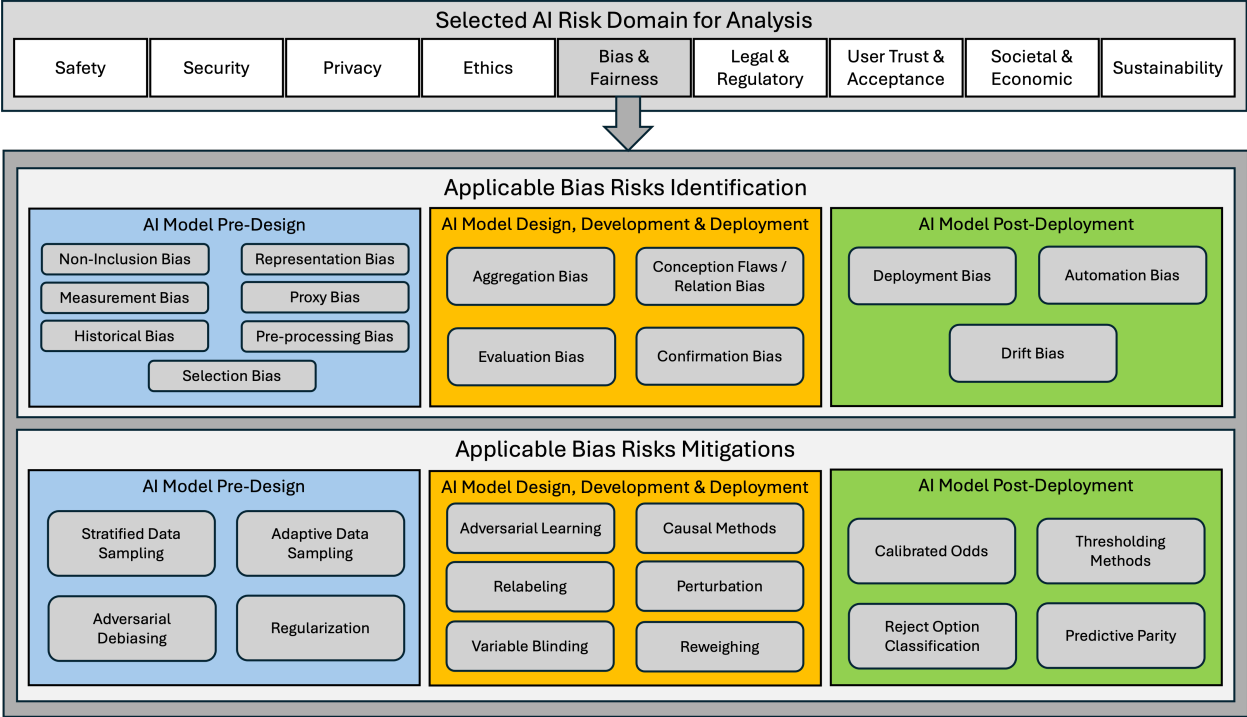 Selected AI Risk Domain for Analysis
Safety
Security
Privacy
Ethics
Bias &
Fairness
Legal &
Regulatory
User Trust &
Acceptance
Societal &
Economic
Sustainability
Applicable Bias Risks Identification
AI Model Pre-Design
Non-Inclusion Bias
Representation Bias
Measurement Bias
Proxy Bias
Historical Bias
Pre-processing Bias
Selection Bias
AI Model Design, Development & Deployment
Aggregation Bias
Conception Flaws /
Relation Bias
Evaluation Bias
Confirmation Bias
AI Model Post-Deployment
Deployment Bias
Automation Bias
Drift Bias
Applicable Bias Risks Mitigations
AI Model Pre-Design
Stratified Data
Sampling
Adaptive Data
Sampling
Adversarial
Debiasing
Regularization
AI Model Design, Development & Deployment
Adversarial Learning
Causal Methods
Relabeling
Perturbation
Variable Blinding
Reweighing
AI Model Post-Deployment
Calibrated Odds
Thresholding
Methods
Reject Option
Classification
Predictive Parity